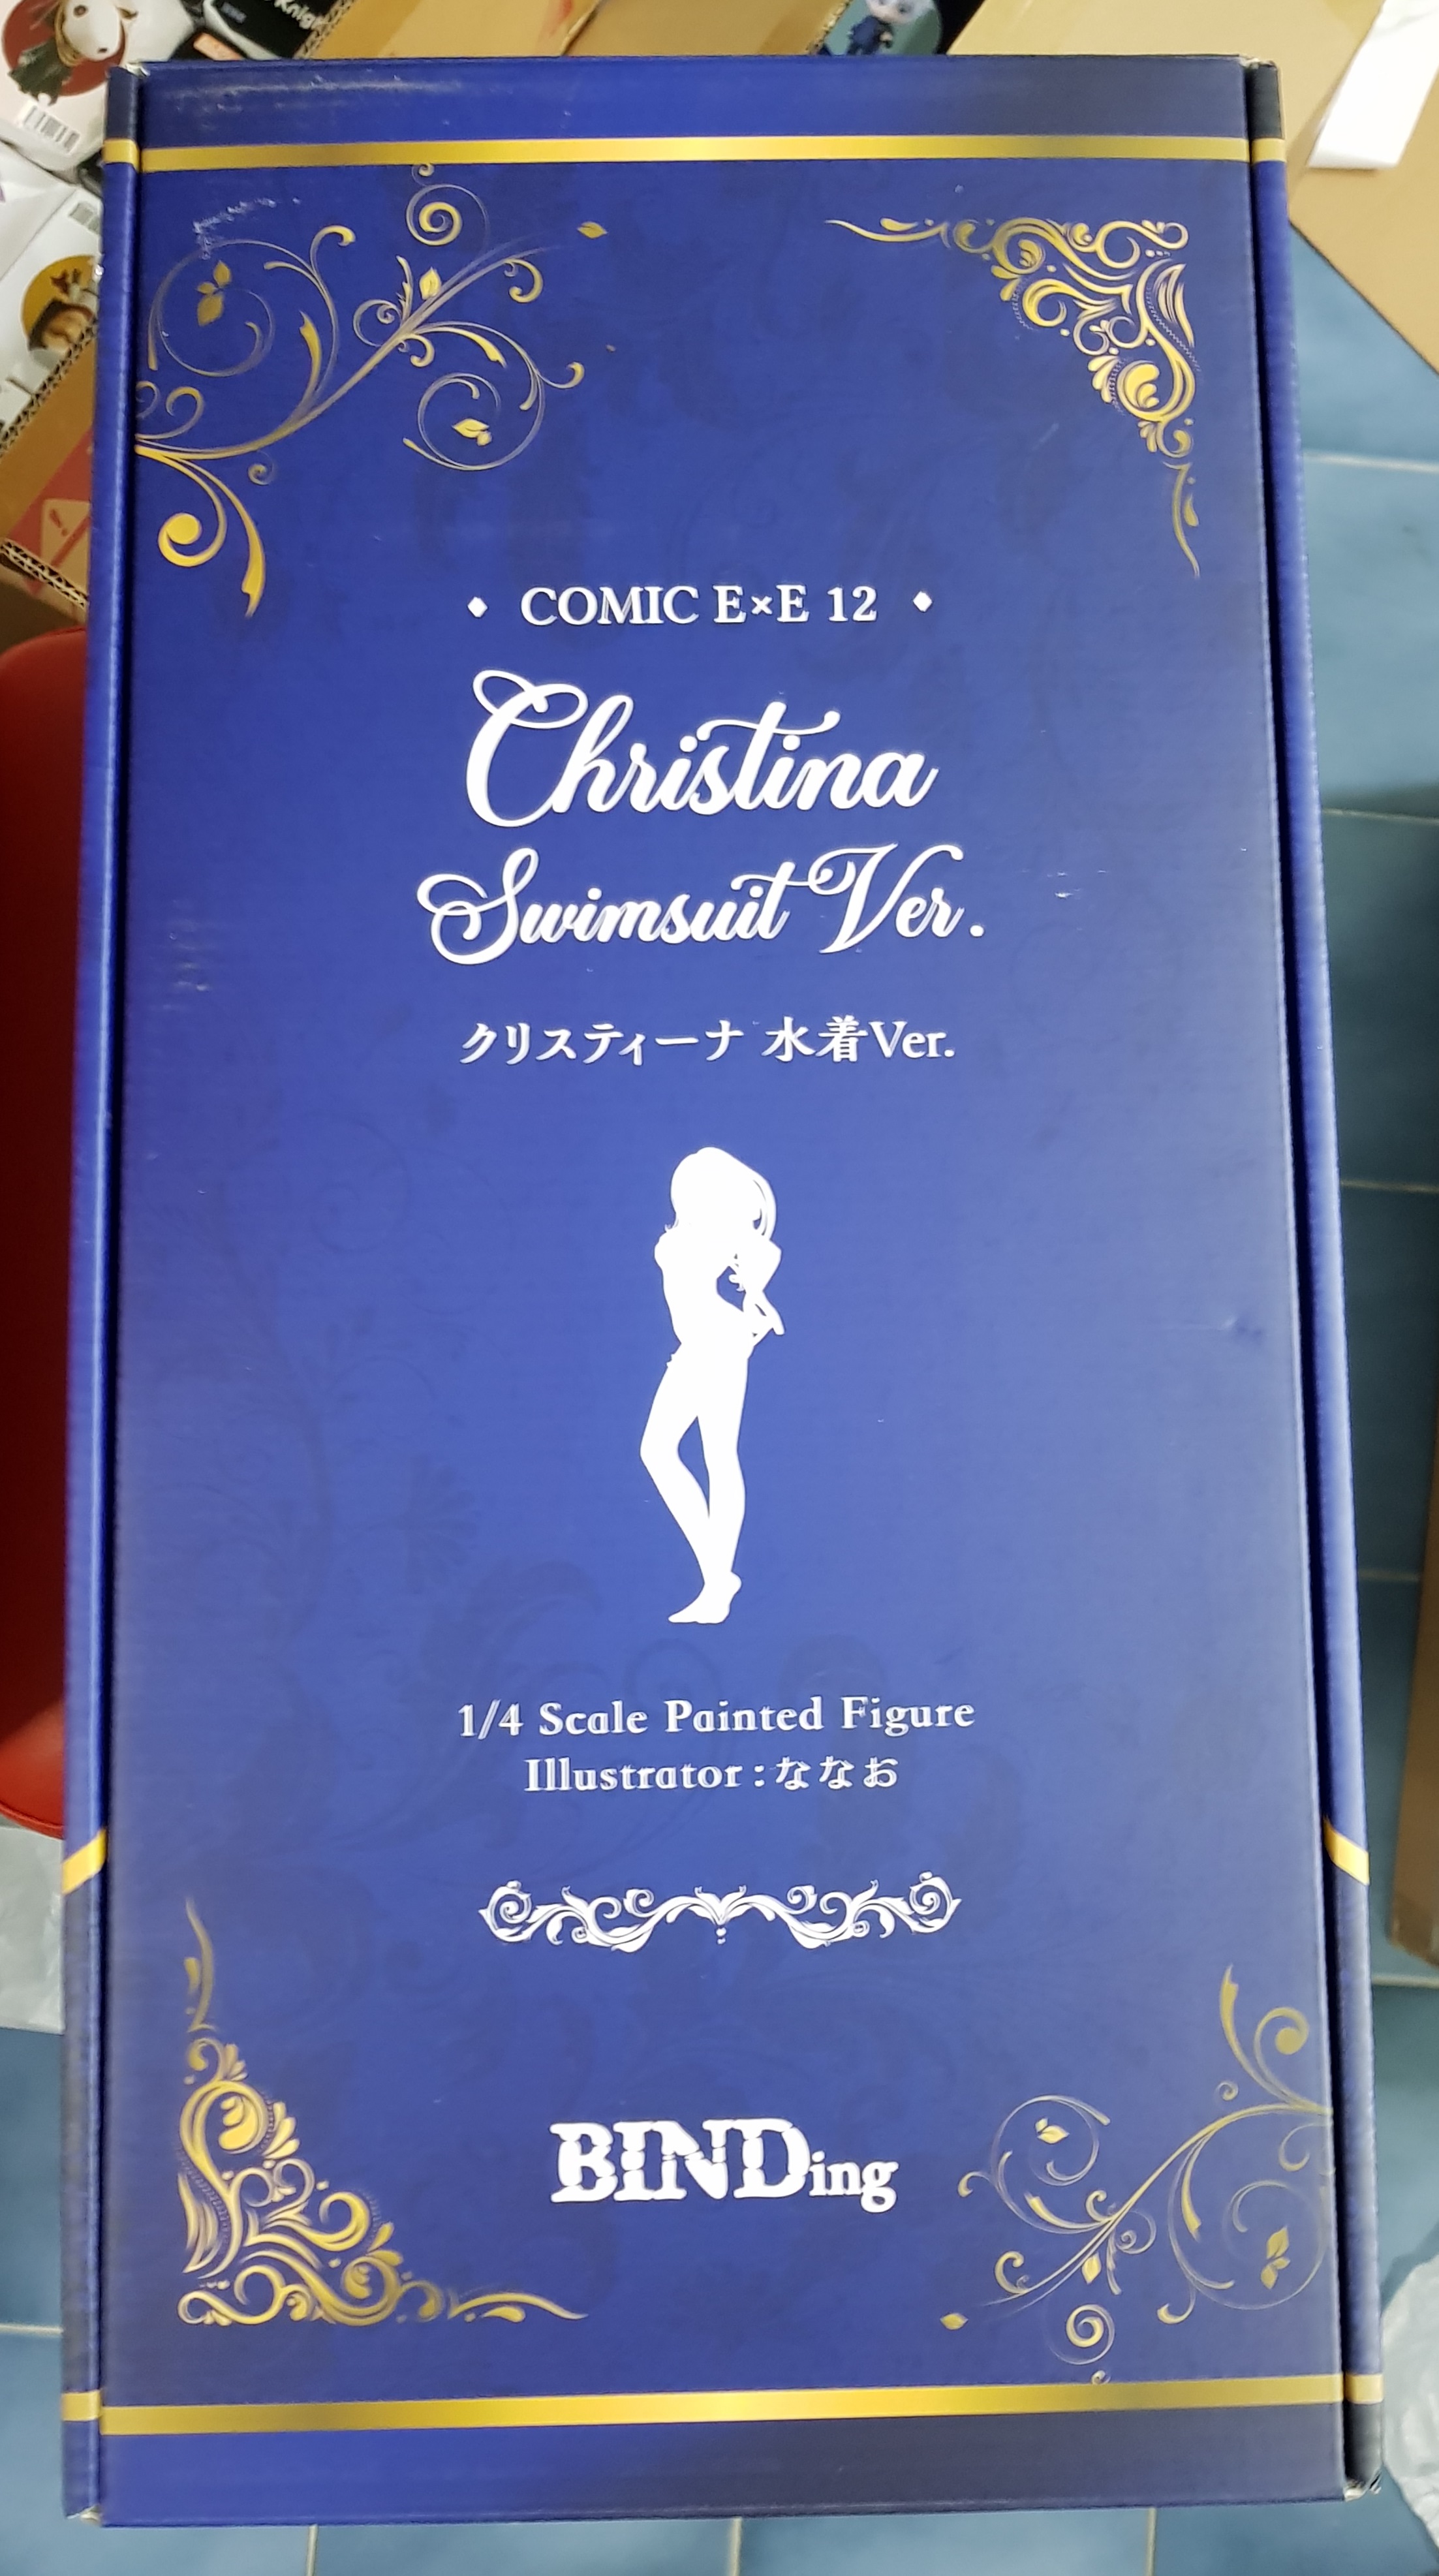 Knigh
COMIC E×E 12
Christina
Swimsuit Ver.
クリスティーナ 水着Ver.
1/4 Scale Painted Figure
Illustrator:ななお
BINDing